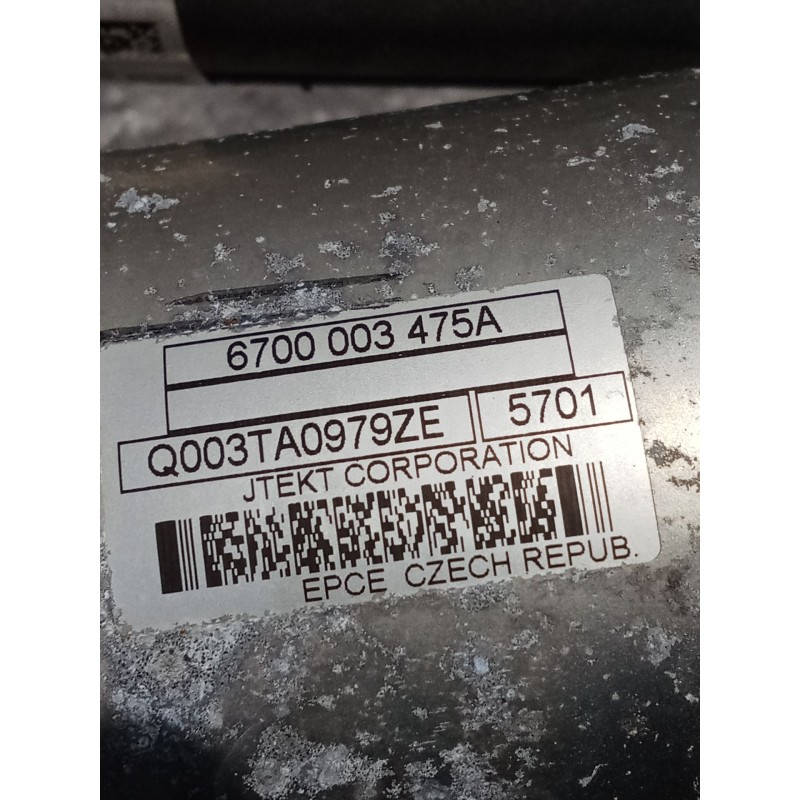 6700 003 475A
Q003TA0979ZE 5701
JTEKT CORPORATION
EPCE CZECH REPUB.